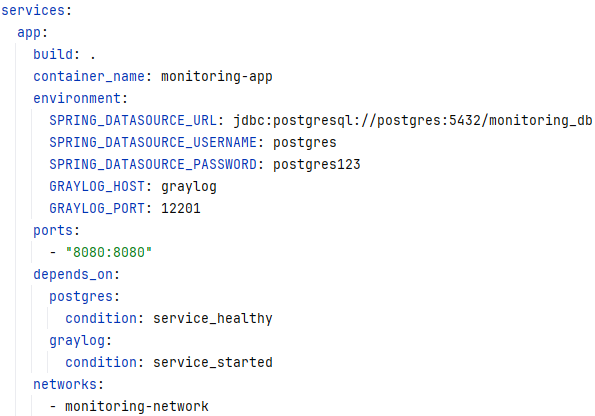 services:
  app:
    build: .
    container_name: monitoring-app
    environment:
      SPRING_DATASOURCE_URL: jdbc:postgresql://postgres:5432/monitoring_db
      SPRING_DATASOURCE_USERNAME: postgres
      SPRING_DATASOURCE_PASSWORD: postgres123
      GRAYLOG_HOST: graylog
      GRAYLOG_PORT: 12201
    ports:
      - "8080:8080"
    depends_on:
      postgres:
        condition: service_healthy
      graylog:
        condition: service_started
    networks:
      - monitoring-network